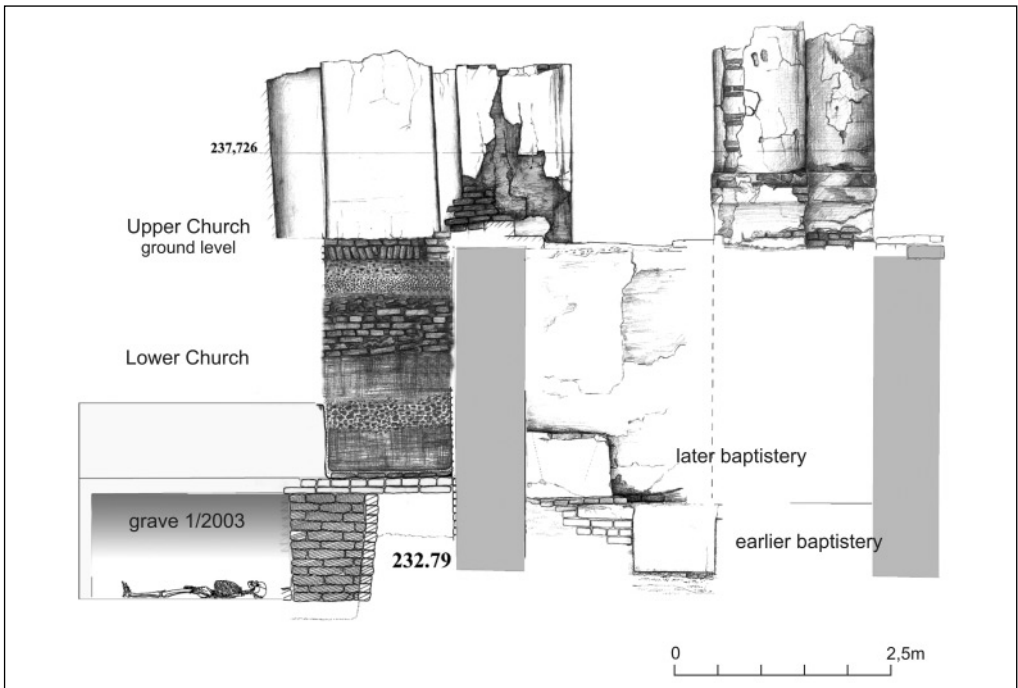 237,726
Upper Church
ground level
Lower Church
later baptistery
grave 1/2003
earlier baptistery
232.79
0
2,5m